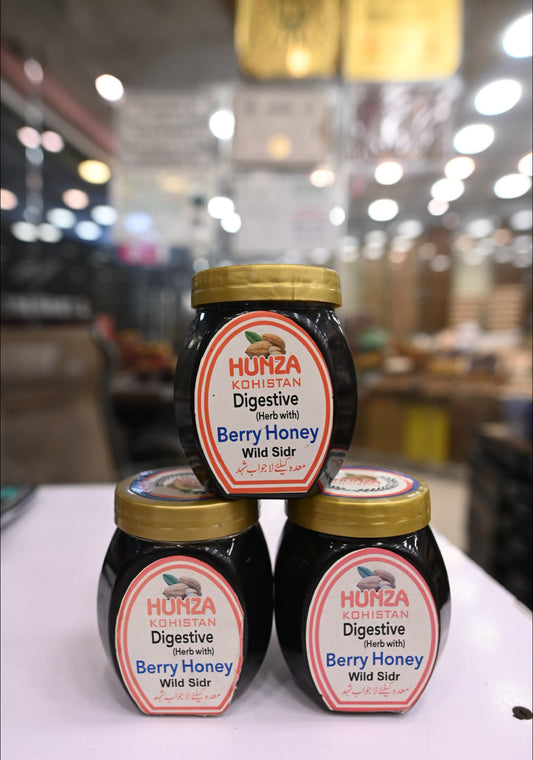 HUNZA
KOHISTAN
Digestive
(Herb with)
Berry Honey
Wild Sidr
معدہ کیلئے لاجواب شہد
HUNZA
KOHISTAN
Digestive
(Herb with)
Berry Honey
Wild Sidr
معدہ کیلئے لاجواب شہد
HUNZA
KOHISTAN
Digestive
(Herb with)
Berry Honey
Wild Sidr
معدہ کیلئے لاجواب شہد